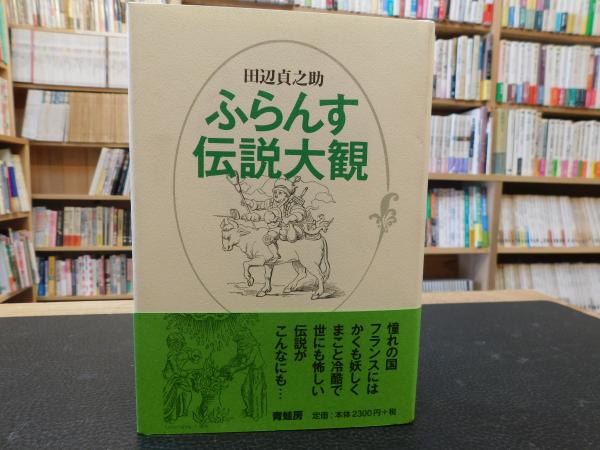 田辺貞之助
ふらんす
伝説大観
憧れの国
フランスには
かくも妖しく
まこと冷酷で
世にも怖しい
伝説が
こんなにも…
青蛙房
定価:本体2300円+税